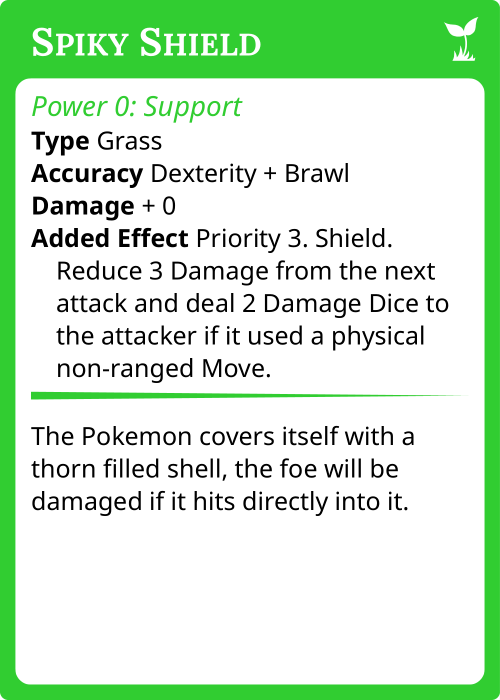 Spiky Shield
Power 0: Support
Type Grass
Accuracy Dexterity + Brawl
Damage + 0
Added Effect Priority 3. Shield.
Reduce 3 Damage from the next
attack and deal 2 Damage Dice to
the attacker if it used a physical
non-ranged Move.
The Pokemon covers itself with a
thorn filled shell, the foe will be
damaged if it hits directly into it.